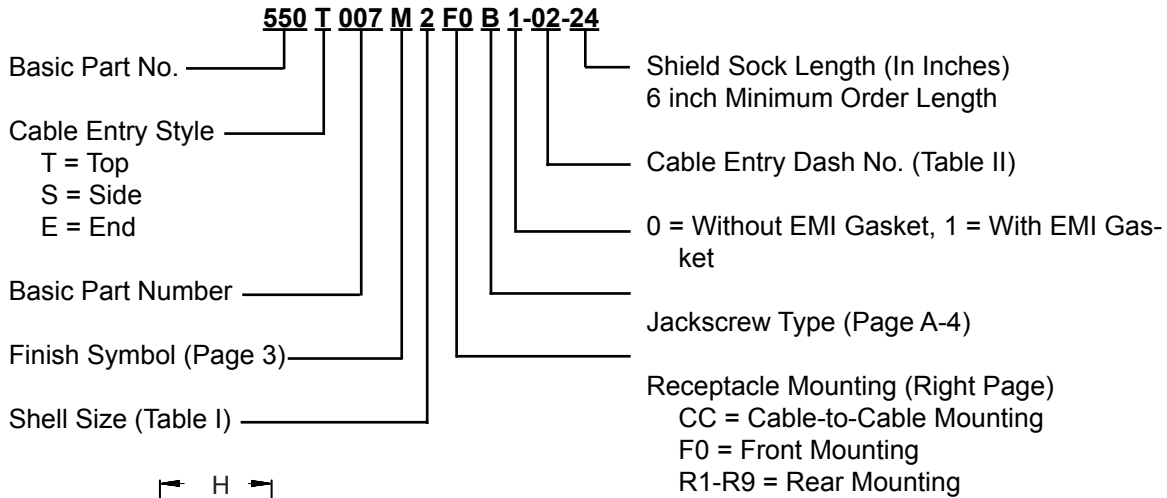 550 T 007 M 2 F0 B 1-02-24
Basic Part No.
Cable Entry Style
T = Top
S = Side
E = End
Basic Part Number
Finish Symbol (Page 3)
Shell Size (Table I)
H
Shield Sock Length (In Inches)
6 inch Minimum Order Length
Cable Entry Dash No. (Table II)
0 = Without EMI Gasket, 1 = With EMI Gas-
ket
Jackscrew Type (Page A-4)
Receptacle Mounting (Right Page)
CC = Cable-to-Cable Mounting
F0 = Front Mounting
R1-R9 = Rear Mounting